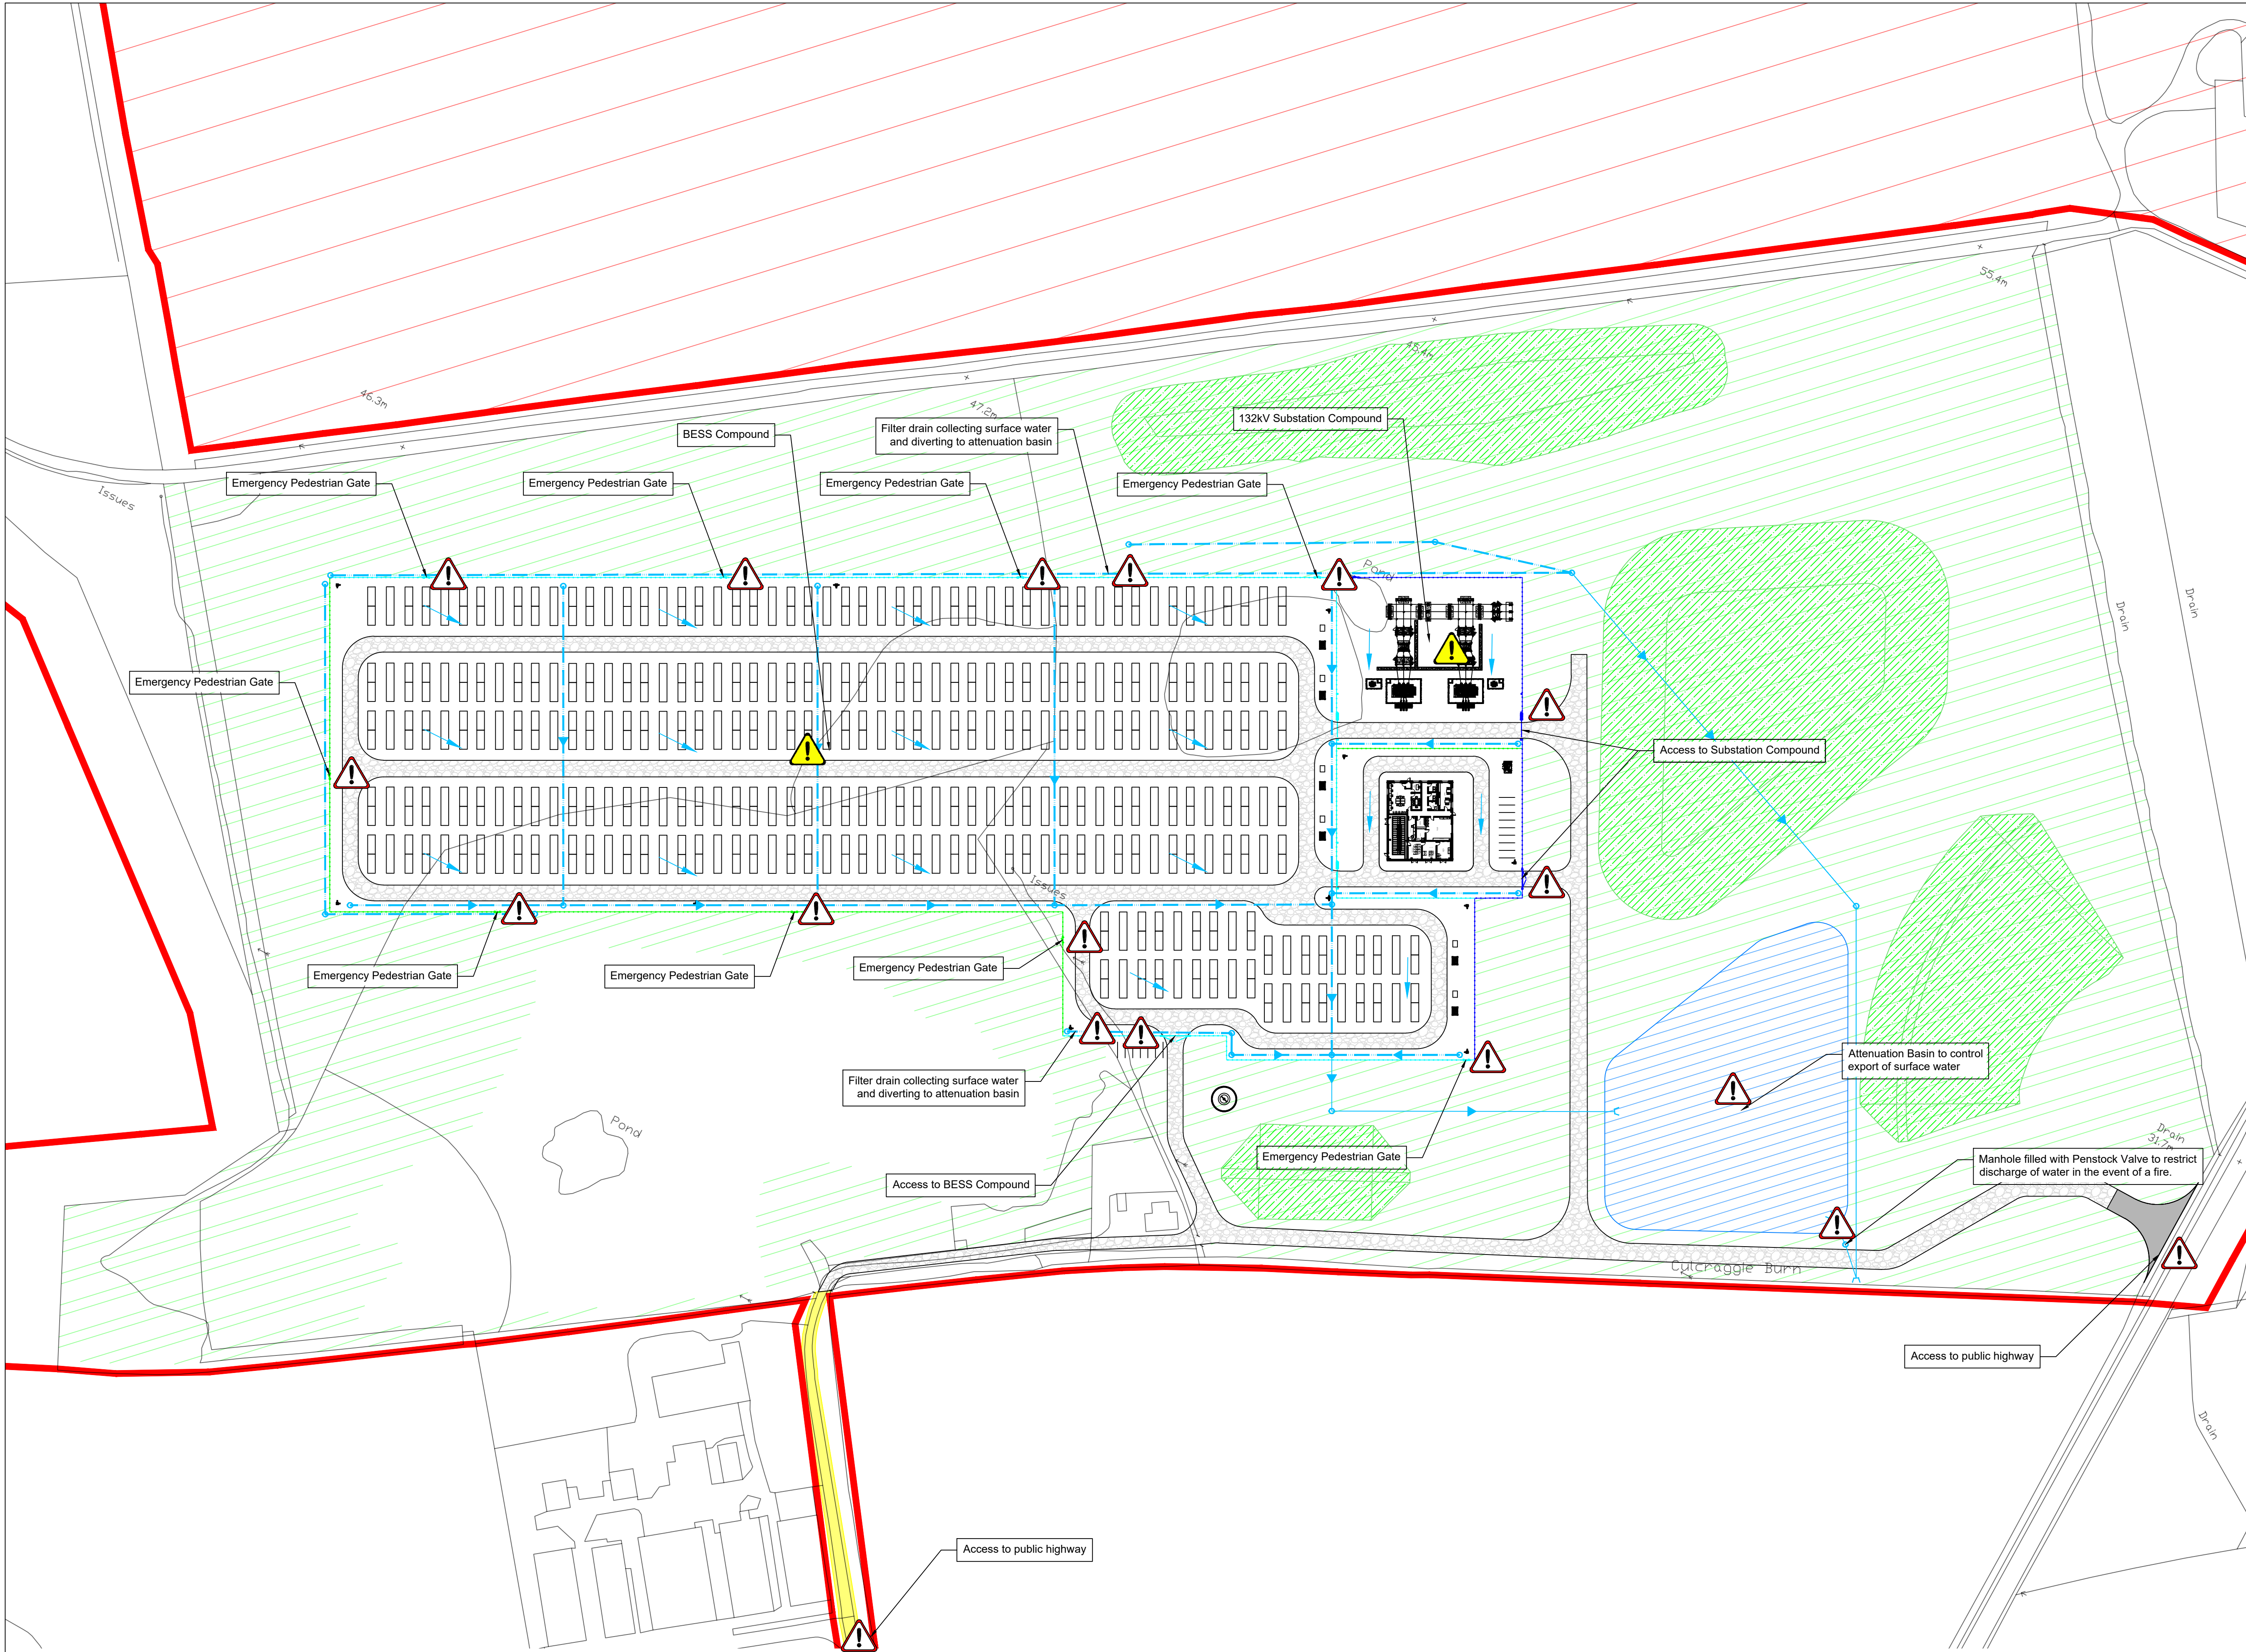 55.4m
45.4m
46.3m
47.2m
132kV Substation Compound
BESS Compound
Filter drain collecting surface water
and diverting to attenuation basin
Issues
Emergency Pedestrian Gate
Emergency Pedestrian Gate
Emergency Pedestrian Gate
Emergency Pedestrian Gate
Pond
Drain
Drain
Emergency Pedestrian Gate
Access to Substation Compound
Issues
Emergency Pedestrian Gate
Emergency Pedestrian Gate
Emergency Pedestrian Gate
Attenuation Basin to control
export of surface water
Filter drain collecting surface water
and diverting to attenuation basin
Pond
Drain
31.7m
Emergency Pedestrian Gate
Manhole filled with Penstock Valve to restrict
discharge of water in the event of a fire.
Access to BESS Compound
Culcraggie Burn
Access to public highway
Drain
Access to public highway